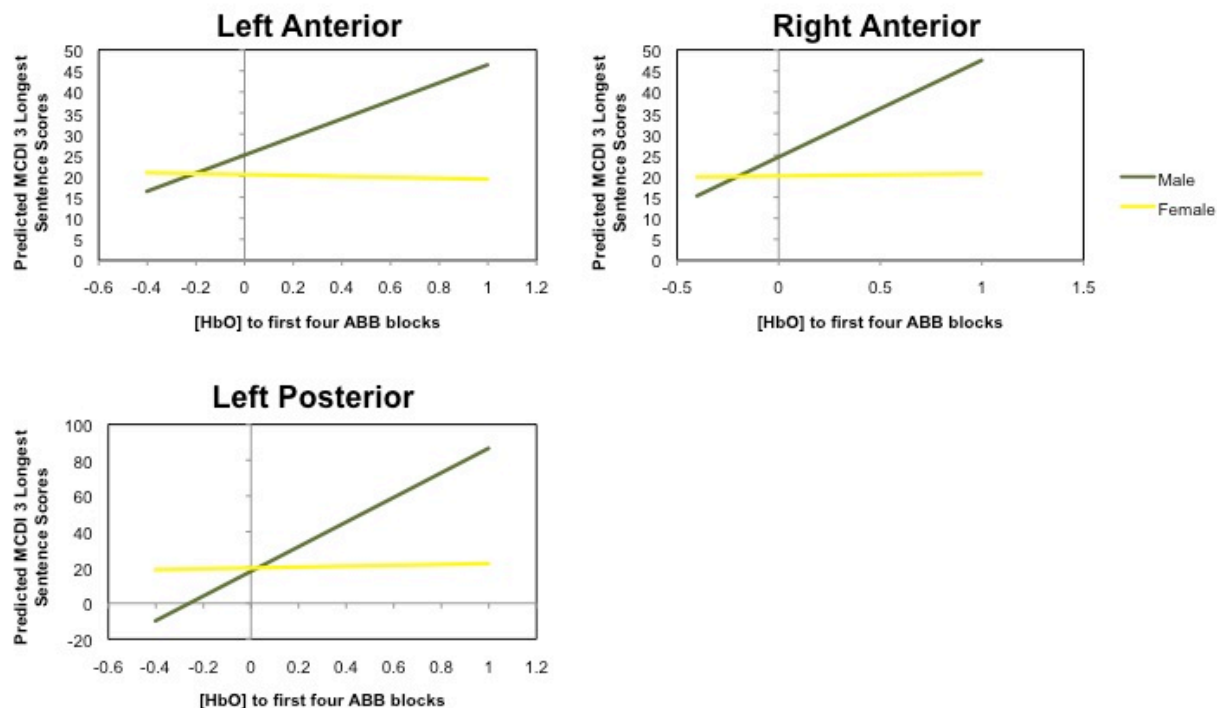 Left Anterior
Predicted MCDI 3 Longest
Sentence Scores
50
45
40
35
30
25
20
15
10
5
0
-0.6 -0.4 -0.2 0 0.2 0.4 0.6 0.8 1 1.2
[HbO] to first four ABB blocks
Right Anterior
Predicted MCDI 3 Longest
Sentence Scores
50
45
40
35
30
25
20
15
10
5
0
-0.5 0 0.5 1 1.5
[HbO] to first four ABB blocks
Male
Female
Left Posterior
Predicted MCDI 3 Longest
Sentence Scores
100
80
60
40
20
0
-20
-0.6 -0.4 -0.2 0 0.2 0.4 0.6 0.8 1 1.2
[HbO] to first four ABB blocks